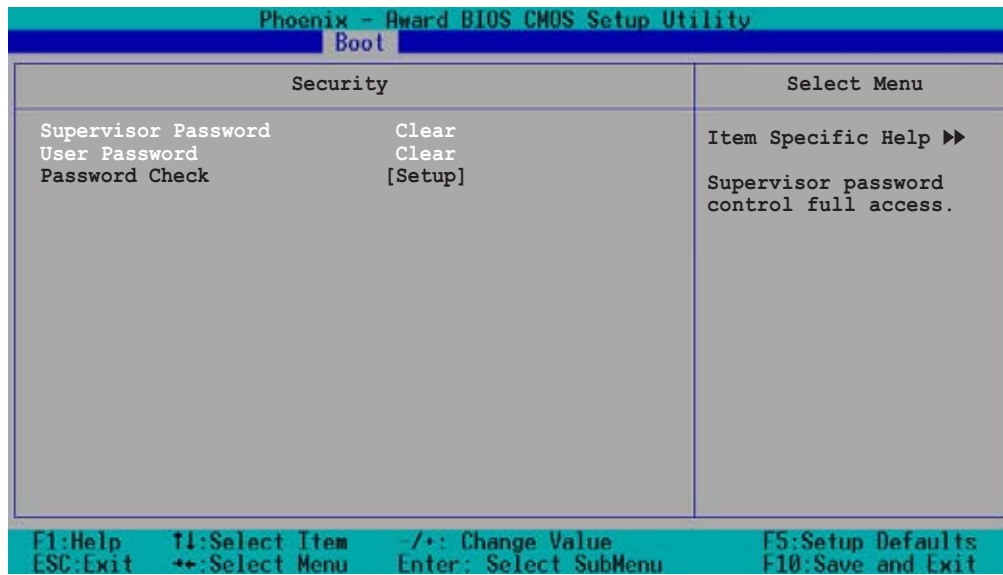 Phoenix - Award BIOS CMOS Setup Utility
Boot
Security
Select Menu
Supervisor Password Clear
User Password Clear
Password Check [Setup]
Item Specific Help ▶▶
Supervisor password
control full access.
F1:Help ↑↓:Select Item -/+: Change Value F5:Setup Defaults
ESC:Exit →←:Select Menu Enter: Select SubMenu F10:Save and Exit